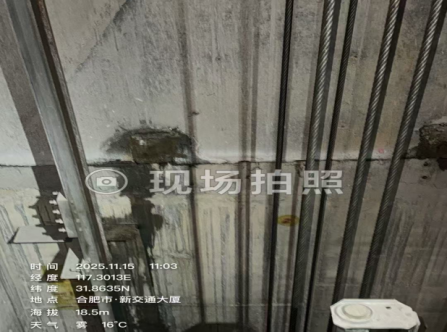 现场拍照
时间 2025.11.15 11:03
经度 117.3013E
纬度 31.8635N
地点 合肥市·新交通大厦
海拔 18.5m
天气 雾 16℃